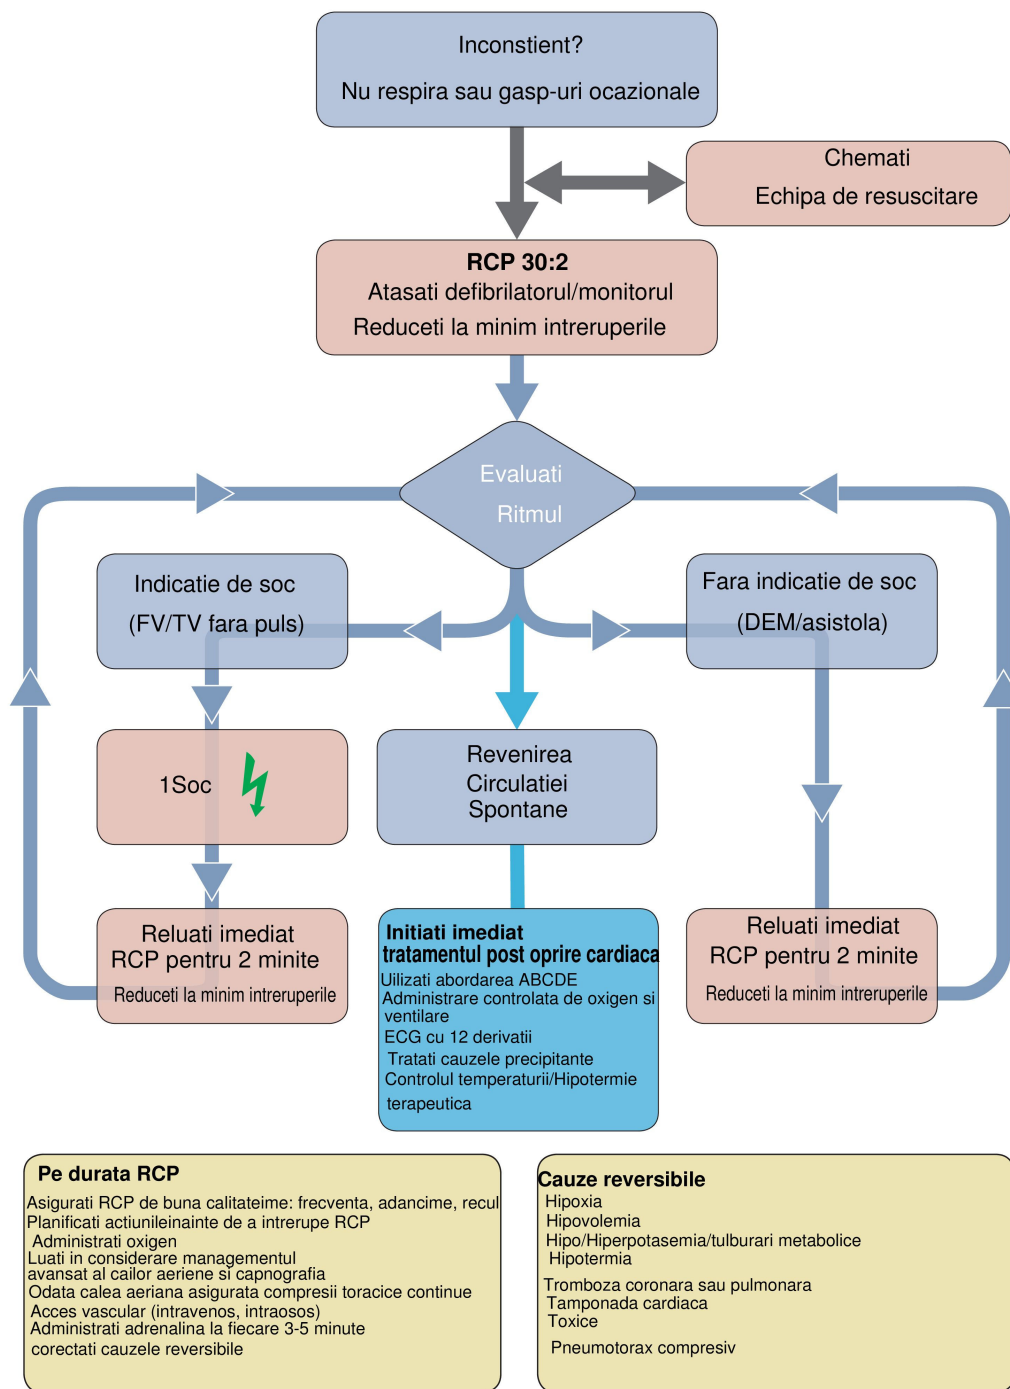 Inconstient?
Nu respira sau gasp-uri ocazionale
Chemati
Echipa de resuscitare
RCP 30:2
Atasati defibrilatorul/monitorul
Reduceti la minim intreruperile
Evaluati
Ritmul
Indicatie de soc
(FV/TV fara puls)
Fara indicatie de soc
(DEM/asistola)
1Soc
Revenirea
Circulatiei
Spontane
Reluati imediat
RCP pentru 2 minite
Reduceti la minim intreruperile
Initiati imediat
tratamentul post oprire cardiaca
Uilizati abordarea ABCDE
Administrare controlata de oxigen si
ventilare
ECG cu 12 derivatii
Tratati cauzele precipitante
Controlul temperaturii/Hipotermie
terapeutica
Reluati imediat
RCP pentru 2 minite
Reduceti la minim intreruperile
Pe durata RCP
Asigurati RCP de buna calitateime: frecventa, adancime, recul
Planificati actiunileinainte de a intrerupe RCP
Administrati oxigen
Luati in considerare managementul
avansat al cailor aeriene si capnografia
Odata calea aeriana asigurata compresii toracice continue
Acces vascular (intravenos, intraosos)
Administrati adrenalina la fiecare 3-5 minute
corectati cauzele reversibile
Cauze reversibile
Hipoxia
Hipovolemia
Hipo/Hiperpotasemia/tulburari metabolice
Hipotermia
Tromboza coronara sau pulmonara
Tamponada cardiaca
Toxice
Pneumotorax compresiv